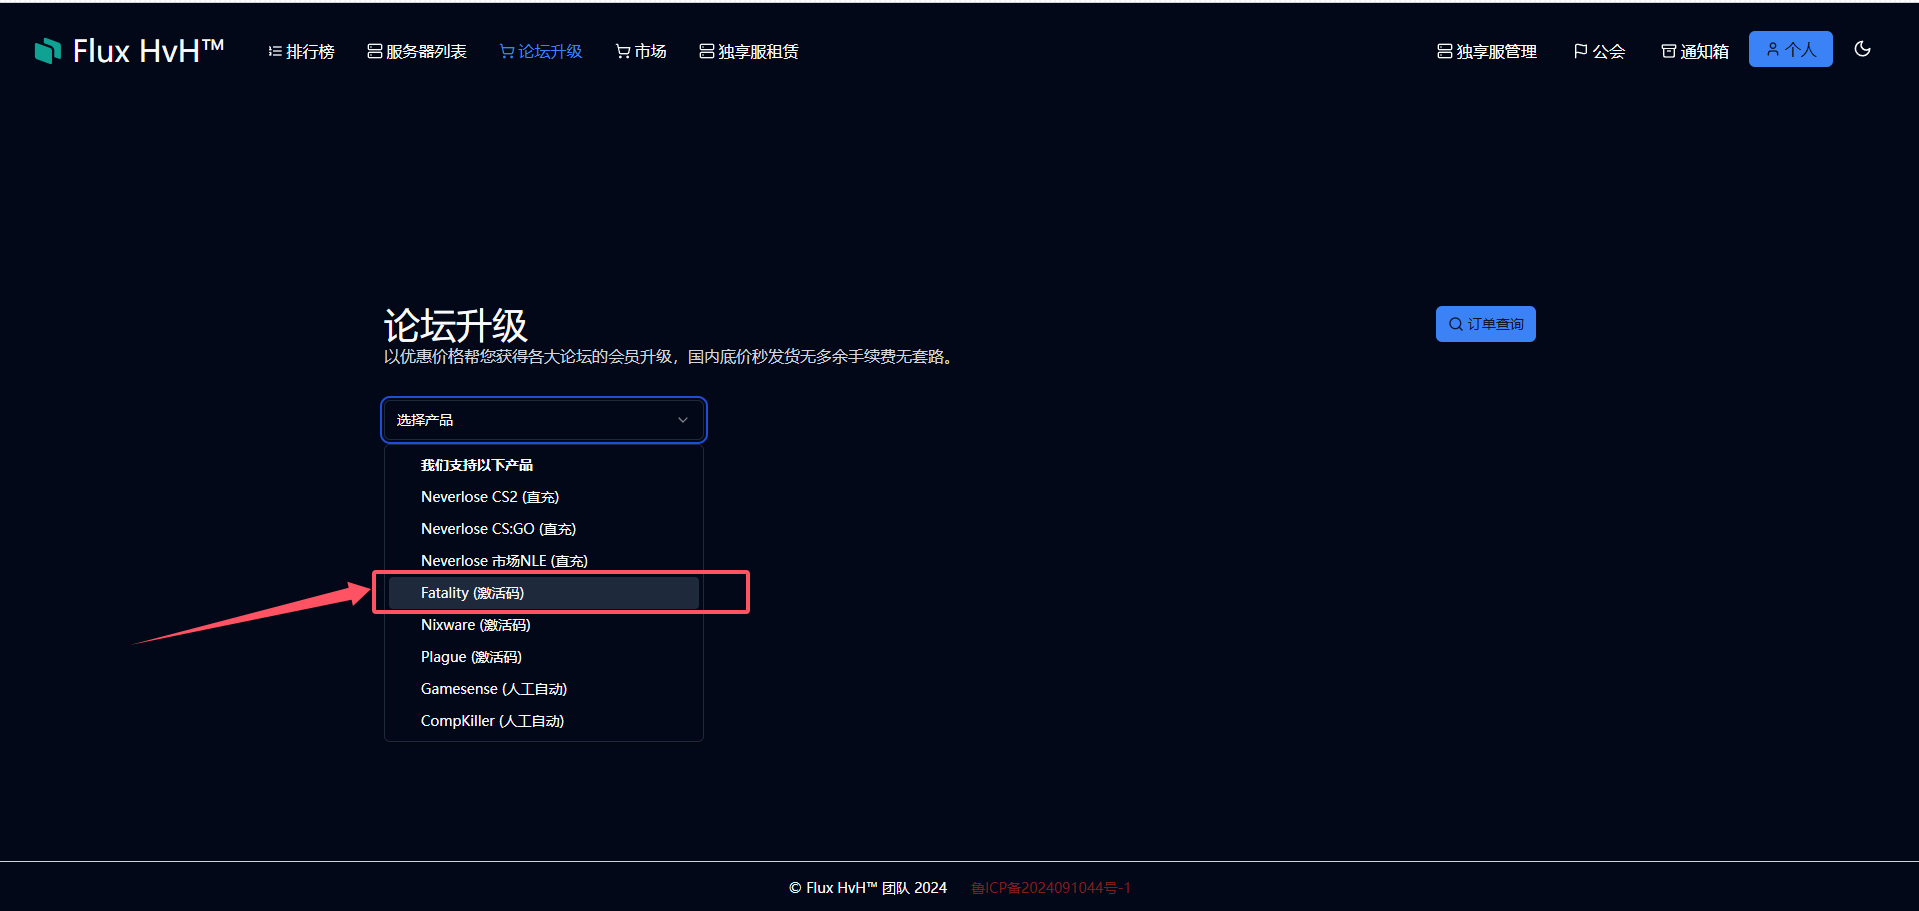 Flux HvH™
排行榜
服务器列表
论坛升级
市场
独享服租赁
独享服管理
公会
通知箱
个人
论坛升级
订单查询
以优惠价格帮您获得各大论坛的会员升级，国内底价秒发货无多余手续费无套路。
选择产品
我们支持以下产品
Neverlose CS2 (直充)
Neverlose CS:GO (直充)
Neverlose 市场NLE (直充)
Fatality (激活码)
Nixware (激活码)
Plague (激活码)
Gamesense (人工自动)
CompKiller (人工自动)
© Flux HvH™ 团队 2024
鲁ICP备2024091044号-1